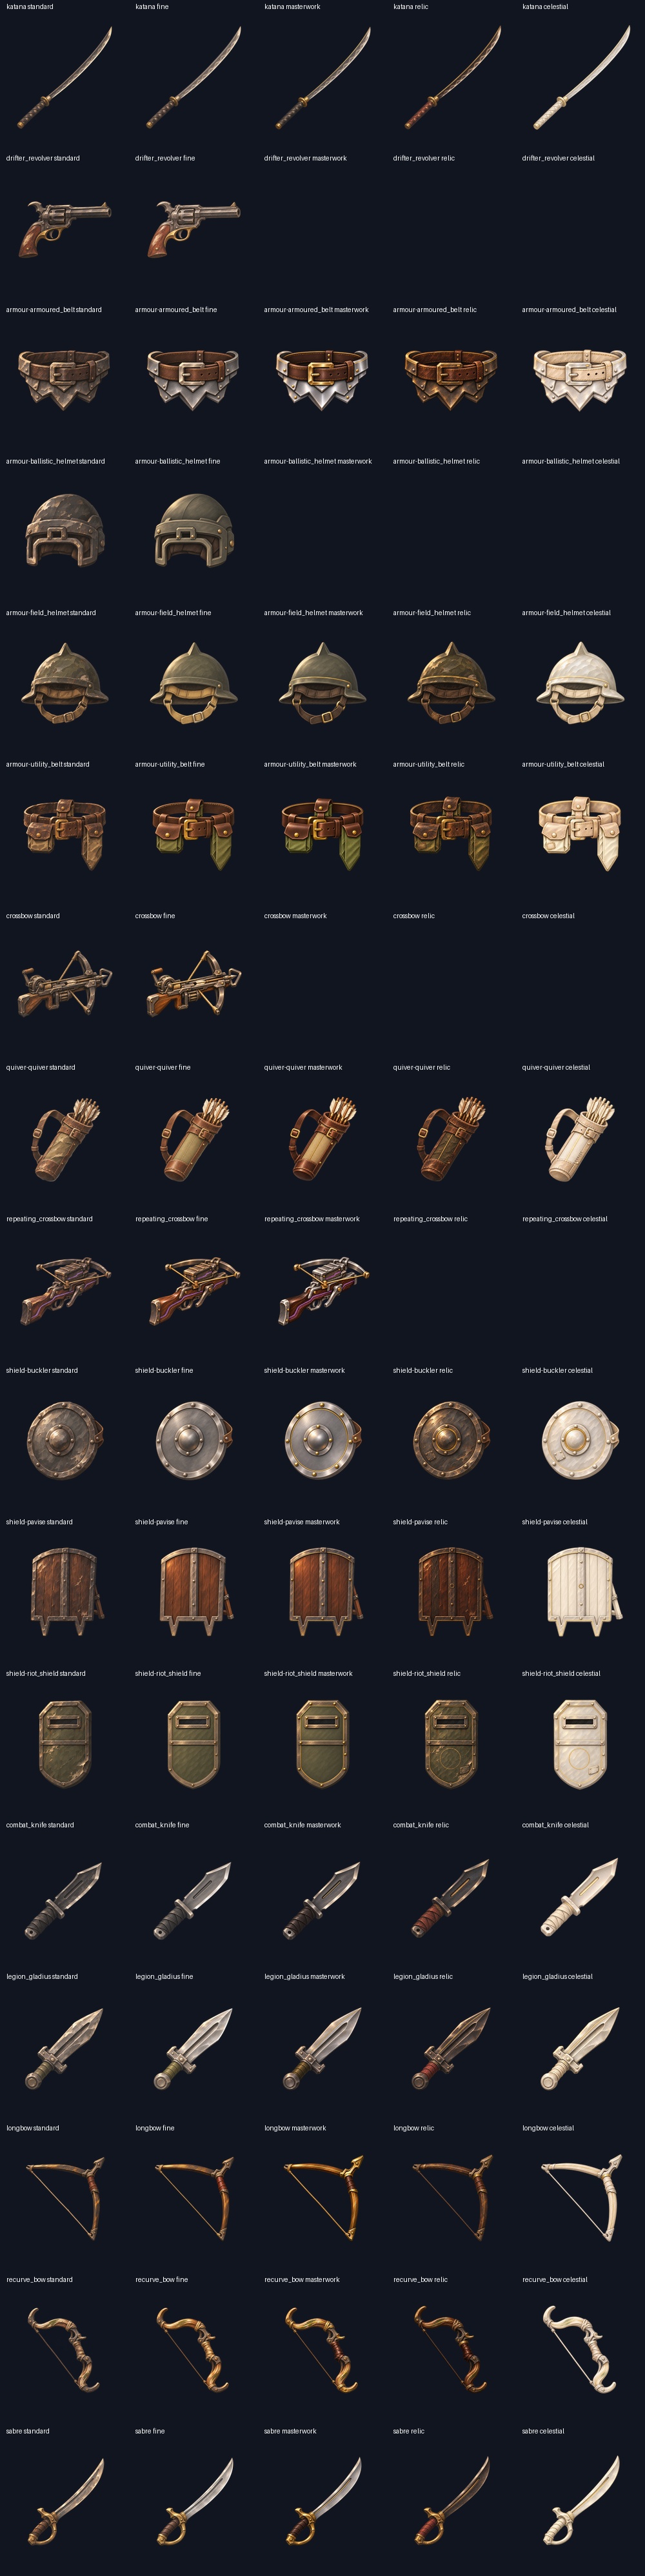 katana standard katana fine katana masterwork katana relic katana celestial
drifter_revolver standard drifter_revolver fine drifter_revolver masterwork drifter_revolver relic drifter_revolver celestial
armour-armoured_belt standard armour-armoured_belt fine armour-armoured_belt masterwork armour-armoured_belt relic armour-armoured_belt celestial
armour-ballistic_helmet standard armour-ballistic_helmet fine armour-ballistic_helmet masterwork armour-ballistic_helmet relic armour-ballistic_helmet celestial
armour-field_helmet standard armour-field_helmet fine armour-field_helmet masterwork armour-field_helmet relic armour-field_helmet celestial
armour-utility_belt standard armour-utility_belt fine armour-utility_belt masterwork armour-utility_belt relic armour-utility_belt celestial
crossbow standard crossbow fine crossbow masterwork crossbow relic crossbow celestial
quiver-quiver standard quiver-quiver fine quiver-quiver masterwork quiver-quiver relic quiver-quiver celestial
repeating_crossbow standard repeating_crossbow fine repeating_crossbow masterwork repeating_crossbow relic repeating_crossbow celestial
shield-buckler standard shield-buckler fine shield-buckler masterwork shield-buckler relic shield-buckler celestial
shield-pavise standard shield-pavise fine shield-pavise masterwork shield-pavise relic shield-pavise celestial
shield-riot_shield standard shield-riot_shield fine shield-riot_shield masterwork shield-riot_shield relic shield-riot_shield celestial
combat_knife standard combat_knife fine combat_knife masterwork combat_knife relic combat_knife celestial
legion_gladius standard legion_gladius fine legion_gladius masterwork legion_gladius relic legion_gladius celestial
longbow standard longbow fine longbow masterwork longbow relic longbow celestial
recurve_bow standard recurve_bow fine recurve_bow masterwork recurve_bow relic recurve_bow celestial
sabre standard sabre fine sabre masterwork sabre relic sabre celestial